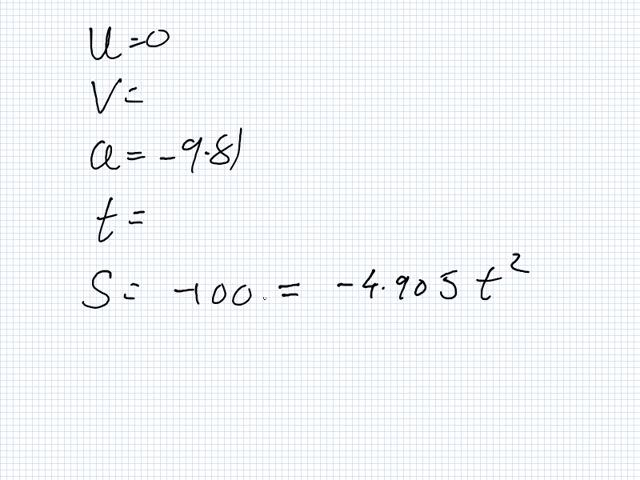 u=0
v=
a=-9.81
t=
S= -100. = -4.905 t²